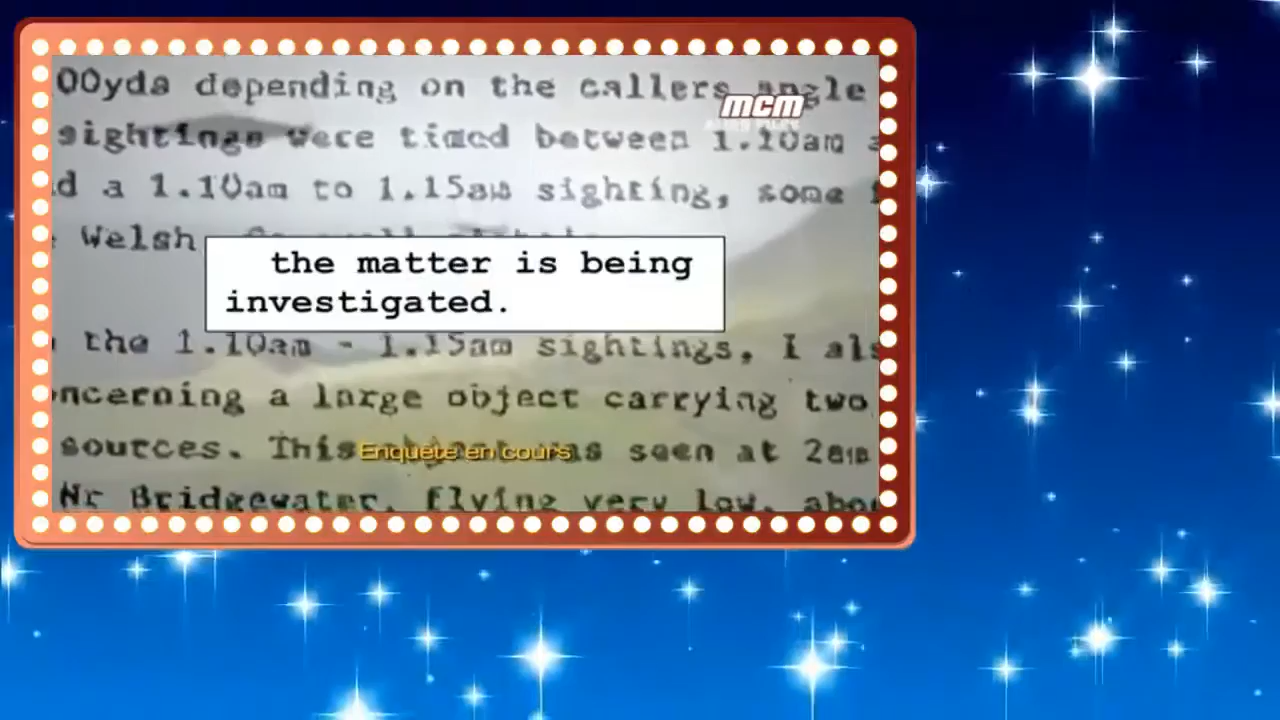 00yds depending on the callers angle
mcm
sightings were timed between 1.10am
d a 1.10am to 1.15am sighting, some
Welsh
the matter is being
investigated.
the 1.10am - 1.15am sightings, I als
ncerning a large object carrying two
sources. This object was seen at 2am
Enquête en cours
Nr Bridgewater, flying very low, abou